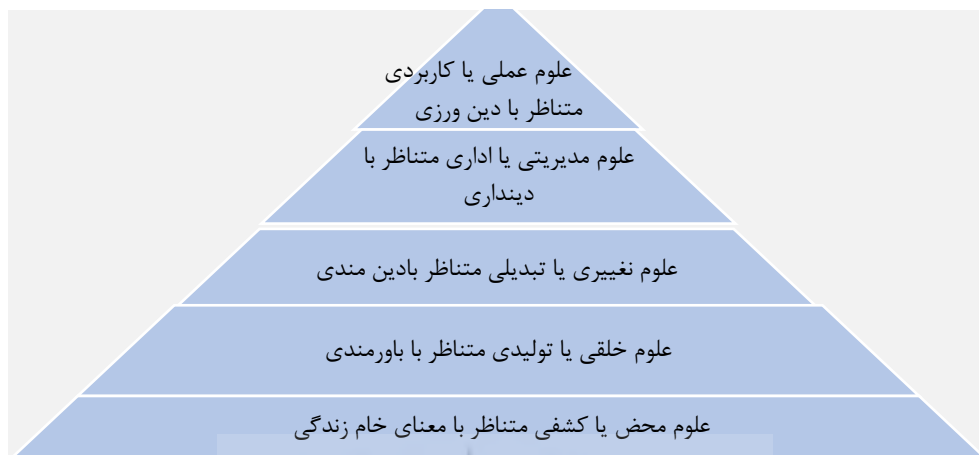 علوم عملی یا کاربردی
متناظر با دین ورزی
علوم مدیریتی یا اداری متناظر با
دینداری
علوم نغییری یا تبدیلی متناظر بادین مندی
علوم خلقی یا تولیدی متناظر با باورمندی
علوم محض یا کشفی متناظر با معنای خام زندگی